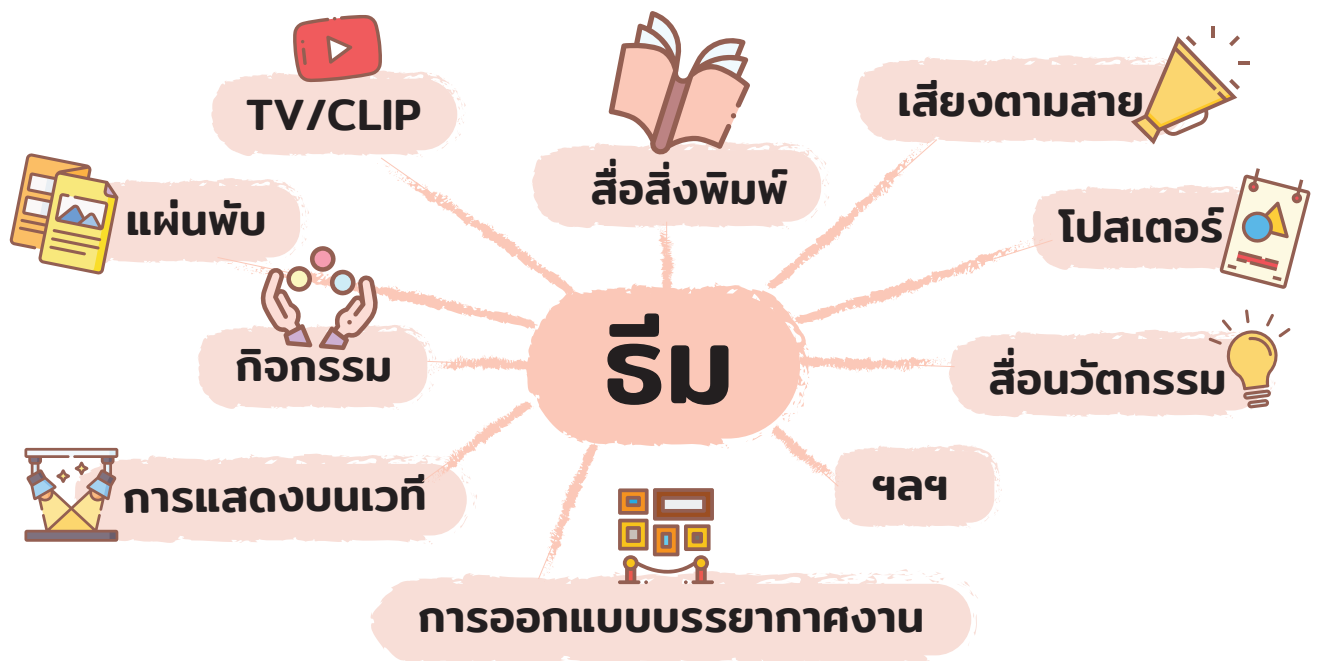 TV/CLIP
สื่อสิ่งพิมพ์
เสียงตามสาย
แผ่นพับ
โปสเตอร์
กิจกรรม
ธีม
สื่อนวัตกรรม
การแสดงบนเวที
ฯลฯ
การออกแบบบรรยากาศงาน